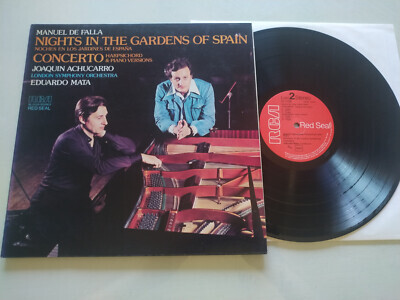 MANUEL DE FALLA
NIGHTS IN THE GARDENS OF SPAIN
NOCHES EN LOS JARDINES DE ESPAÑA
CONCERTO HARPSICHORD
& PIANO VERSIONS
JOAQUIN ACHUCARRO
LONDON SYMPHONY ORCHESTRA
EDUARDO MATA
RCA
RED SEAL
2
RCA Red Seal